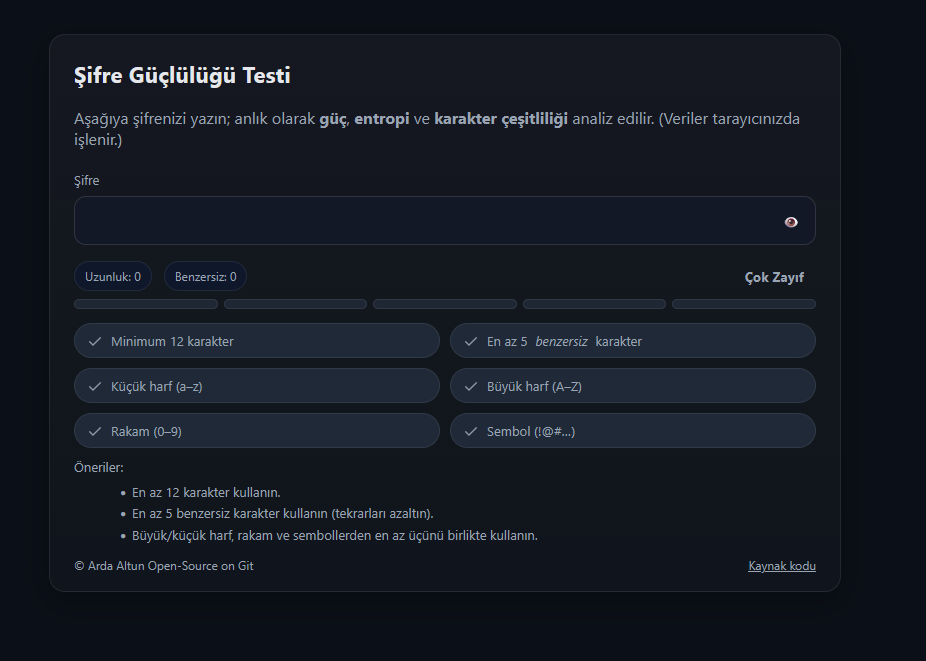 Şifre Güçlülüğü Testi
Aşağıya şifrenizi yazın; anlık olarak güç, entropi ve karakter çeşitliliği analiz edilir. (Veriler tarayıcınızda
işlenir.)
Şifre
Uzunluk: 0 Benzersiz: 0 Çok Zayıf
Minimum 12 karakter En az 5 benzersiz karakter
Küçük harf (a–z) Büyük harf (A–Z)
Rakam (0–9) Sembol (!@#…)
Öneriler:
• En az 12 karakter kullanın.
• En az 5 benzersiz karakter kullanın (tekrarları azaltın).
• Büyük/küçük harf, rakam ve sembollerden en az üçünü birlikte kullanın.
© Arda Altun Open-Source on Git Kaynak kodu